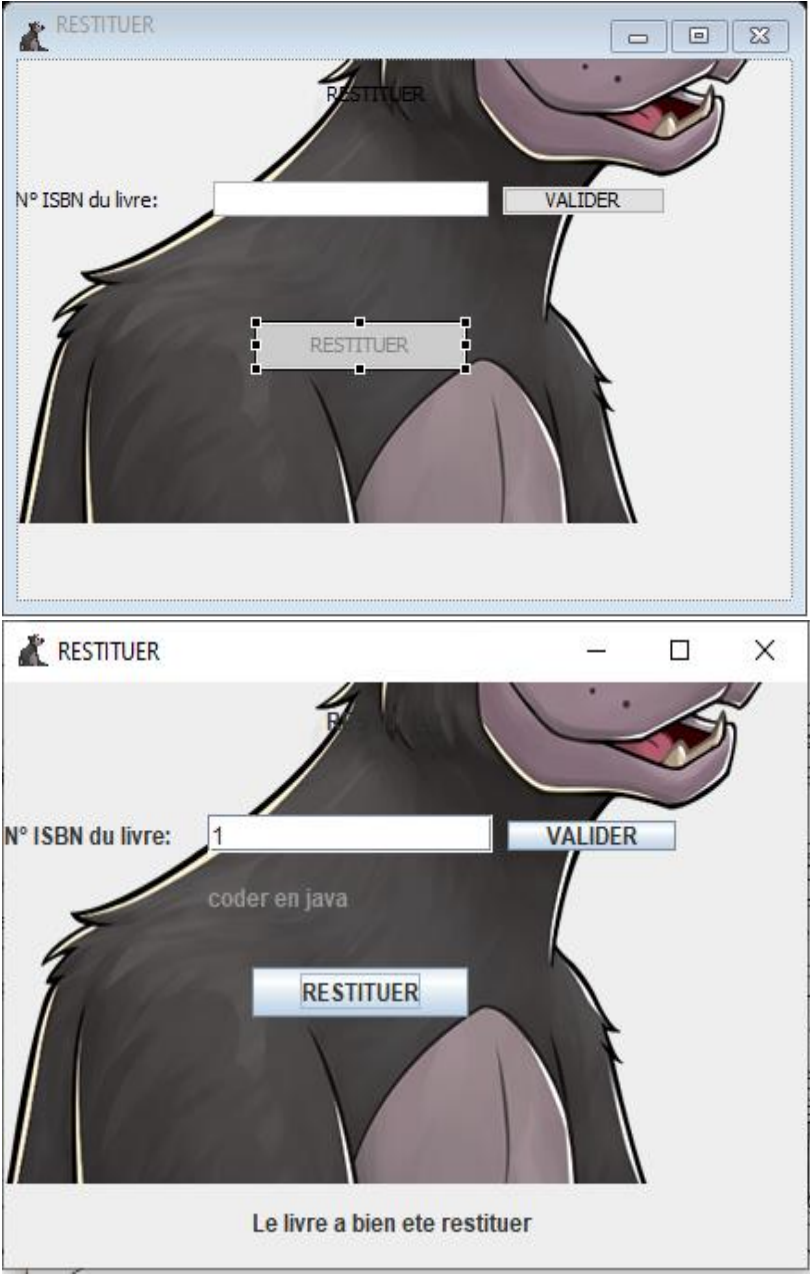 RESTITUER
RESTITUER
N° ISBN du livre: VALIDER
RESTITUER
RESTITUER
N° ISBN du livre: 1 VALIDER
coder en java
RESTITUER
Le livre a bien ete restituer